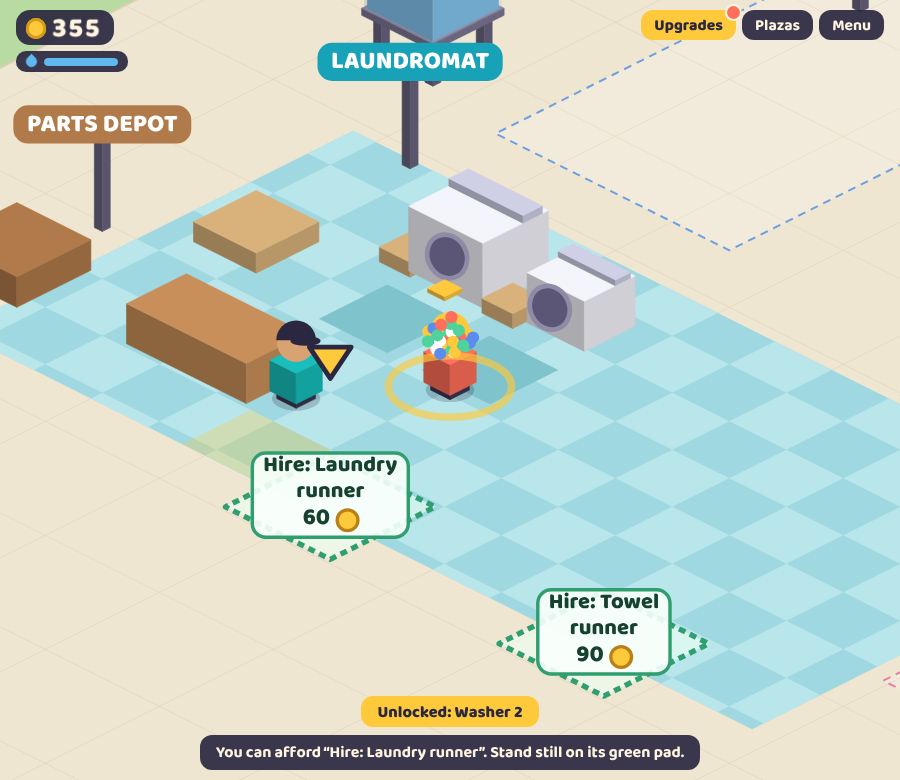 355
Upgrades
Plazas
Menu
LAUNDROMAT
PARTS DEPOT
Hire: Laundry
runner
60
Hire: Towel
runner
90
Unlocked: Washer 2
You can afford “Hire: Laundry runner”. Stand still on its green pad.